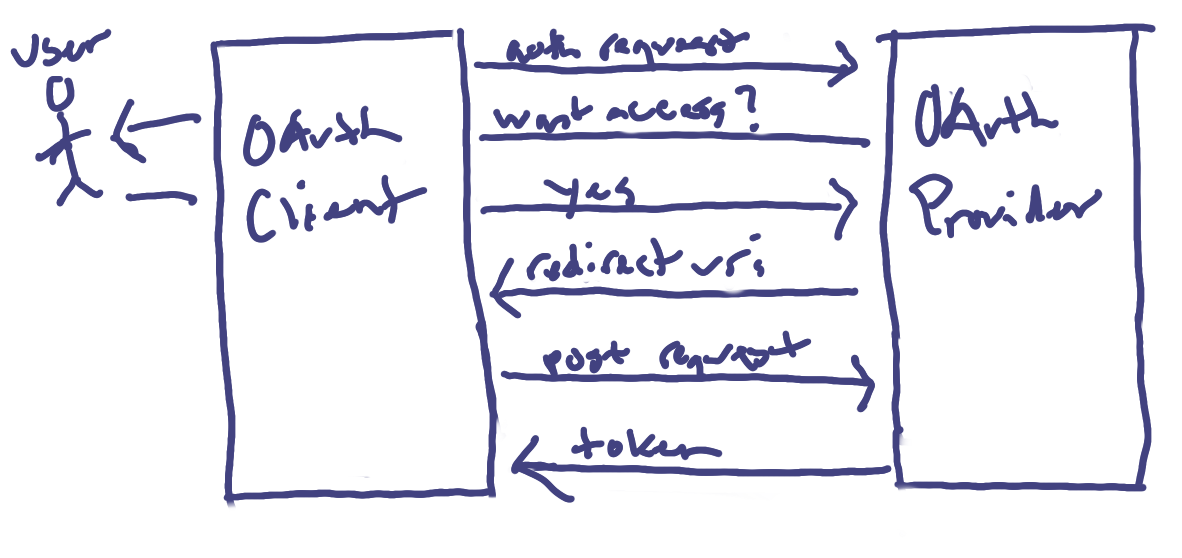 User
OAuth
Client
auth request
want access?
yes
redirect uri
post request
token
OAuth
Provider